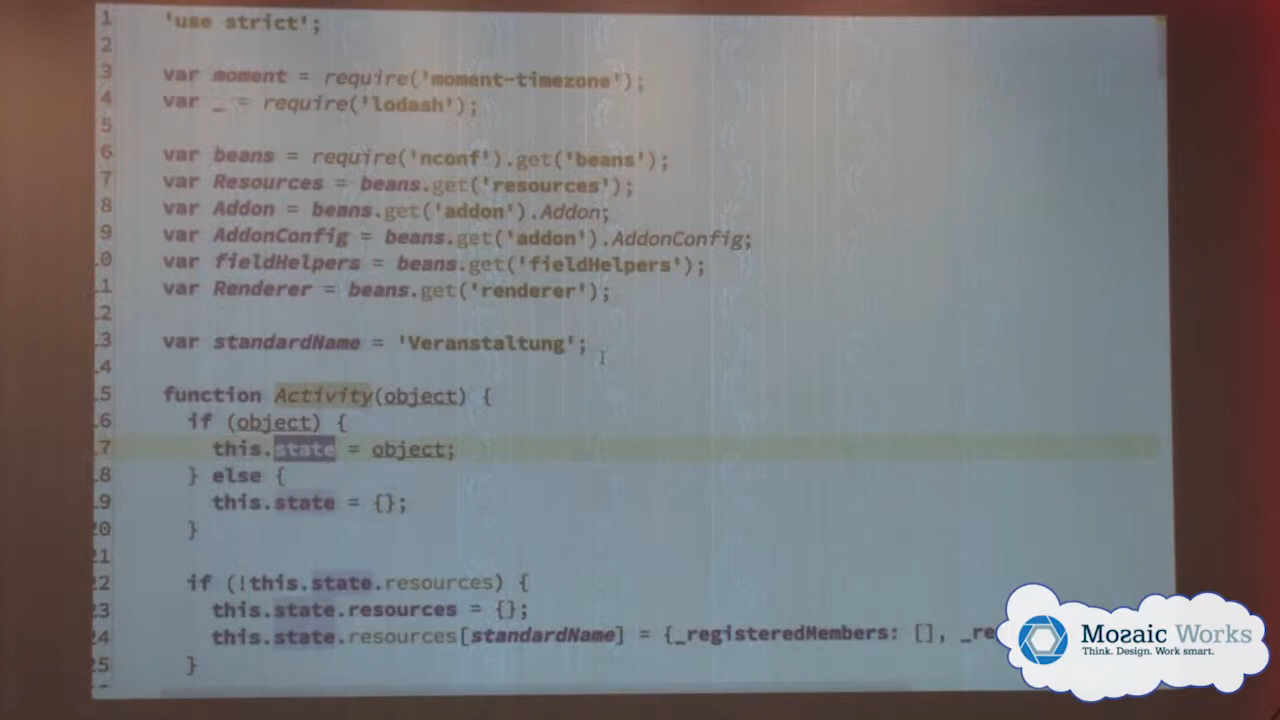 1 'use strict';
2
3 var moment = require('moment-timezone');
4 var _ = require('lodash');
5
6 var beans = require('nconf').get('beans');
7 var Resources = beans.get('resources');
8 var Addon = beans.get('addon').Addon;
9 var AddonConfig = beans.get('addon').AddonConfig;
10 var fieldHelpers = beans.get('fieldHelpers');
11 var Renderer = beans.get('renderer');
12
13 var standardName = 'Veranstaltung';
14
15 function Activity(object) {
16 if (object) {
17 this.state = object;
18 } else {
19 this.state = {};
20 }
21
22 if (!this.state.resources) {
23 this.state.resources = {};
24 this.state.resources[standardName] = {_registeredMembers: [], _re
25 }
Mozaic Works
Think. Design. Work smart.